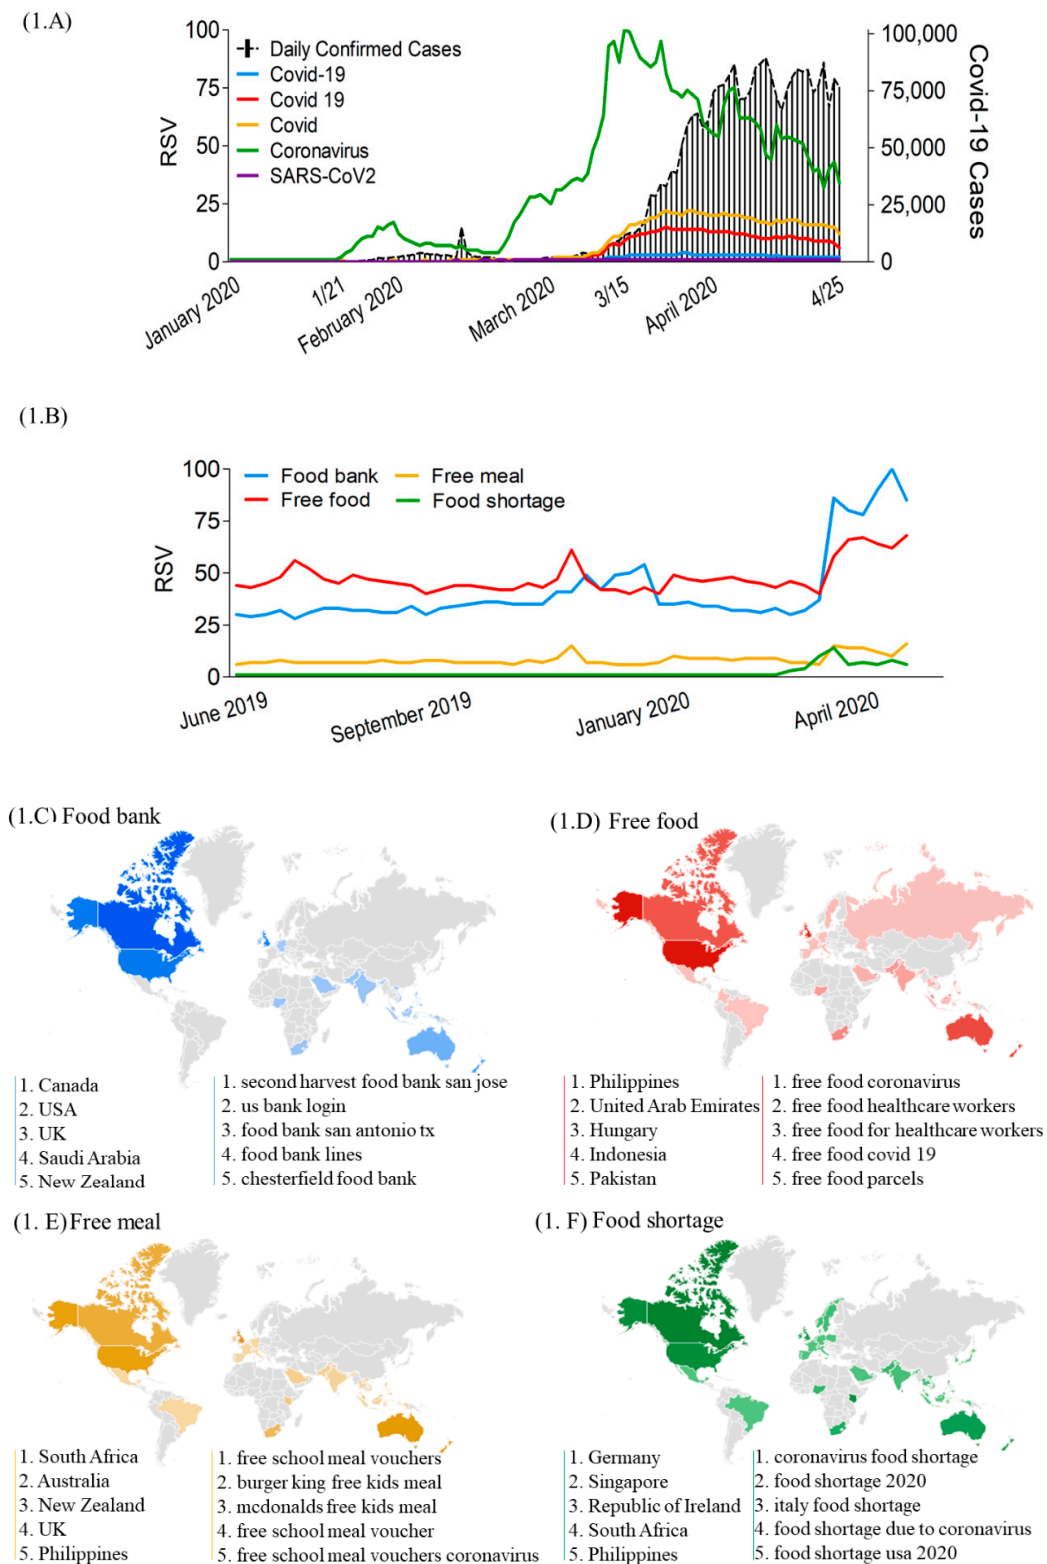 (1.A)
100
75
50
25
0
RSV
Daily Confirmed Cases
Covid-19
Covid 19
Covid
Coronavirus
SARS-CoV2
100,000
75,000
50,000
25,000
0
Covid-19 Cases
January 2020
1/21
February 2020
March 2020
3/15
April 2020
4/25
(1.B)
100
75
50
25
0
RSV
Food bank
Free meal
Free food
Food shortage
June 2019
September 2019
January 2020
April 2020
(1.C) Food bank
1. Canada
2. USA
3. UK
4. Saudi Arabia
5. New Zealand
1. second harvest food bank san jose
2. us bank login
3. food bank san antonio tx
4. food bank lines
5. chesterfield food bank
(1.D) Free food
1. Philippines
2. United Arab Emirates
3. Hungary
4. Indonesia
5. Pakistan
1. free food coronavirus
2. free food healthcare workers
3. free food for healthcare workers
4. free food covid 19
5. free food parcels
(1. E) Free meal
1. South Africa
2. Australia
3. New Zealand
4. UK
5. Philippines
1. free school meal vouchers
2. burger king free kids meal
3. mcdonalds free kids meal
4. free school meal voucher
5. free school meal vouchers coronavirus
(1. F) Food shortage
1. Germany
2. Singapore
3. Republic of Ireland
4. South Africa
5. Philippines
1. coronavirus food shortage
2. food shortage 2020
3. italy food shortage
4. food shortage due to coronavirus
5. food shortage usa 2020